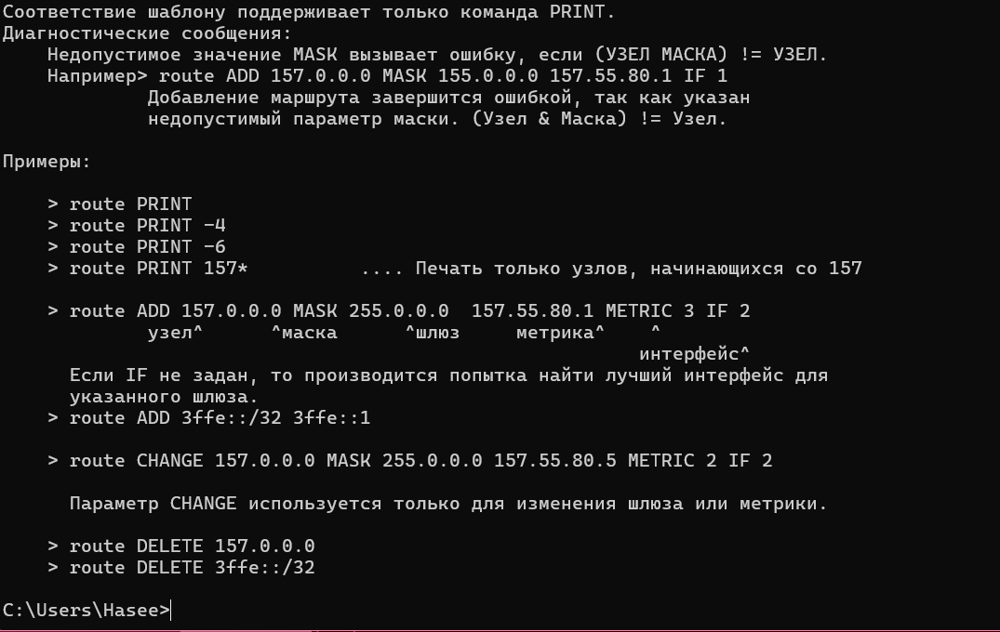 Соответствие шаблону поддерживает только команда PRINT.
Диагностические сообщения:
    Недопустимое значение MASK вызывает ошибку, если (УЗЕЛ МАСКА) != УЗЕЛ.
    Например> route ADD 157.0.0.0 MASK 155.0.0.0 157.55.80.1 IF 1
             Добавление маршрута завершится ошибкой, так как указан
             недопустимый параметр маски. (Узел & Маска) != Узел.

Примеры:

    > route PRINT
    > route PRINT -4
    > route PRINT -6
    > route PRINT 157*          .... Печать только узлов, начинающихся со 157

    > route ADD 157.0.0.0 MASK 255.0.0.0  157.55.80.1 METRIC 3 IF 2
             узел^      ^маска      ^шлюз     метрика^    ^
                                                         интерфейс^
      Если IF не задан, то производится попытка найти лучший интерфейс для
      указанного шлюза.
    > route ADD 3ffe::/32 3ffe::1

    > route CHANGE 157.0.0.0 MASK 255.0.0.0 157.55.80.5 METRIC 2 IF 2

      Параметр CHANGE используется только для изменения шлюза или метрики.

    > route DELETE 157.0.0.0
    > route DELETE 3ffe::/32

C:\Users\Hasee>